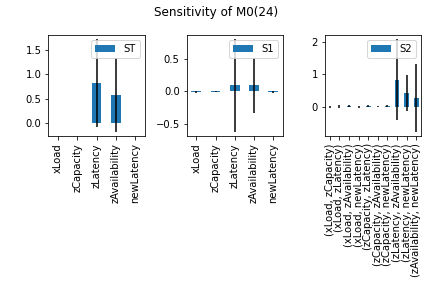 Sensitivity of M0(24)
ST
1.5
1.0
0.5
0.0
xLoad
zCapacity
zLatency
zAvailability
newLatency
S1
0.5
0.0
−0.5
xLoad
zCapacity
zLatency
zAvailability
newLatency
S2
2
1
0
(xLoad, zCapacity)
(xLoad, zLatency)
(xLoad, zAvailability)
(xLoad, newLatency)
(zCapacity, zLatency)
(zCapacity, zAvailability)
(zCapacity, newLatency)
(zLatency, zAvailability)
(zLatency, newLatency)
(zAvailability, newLatency)